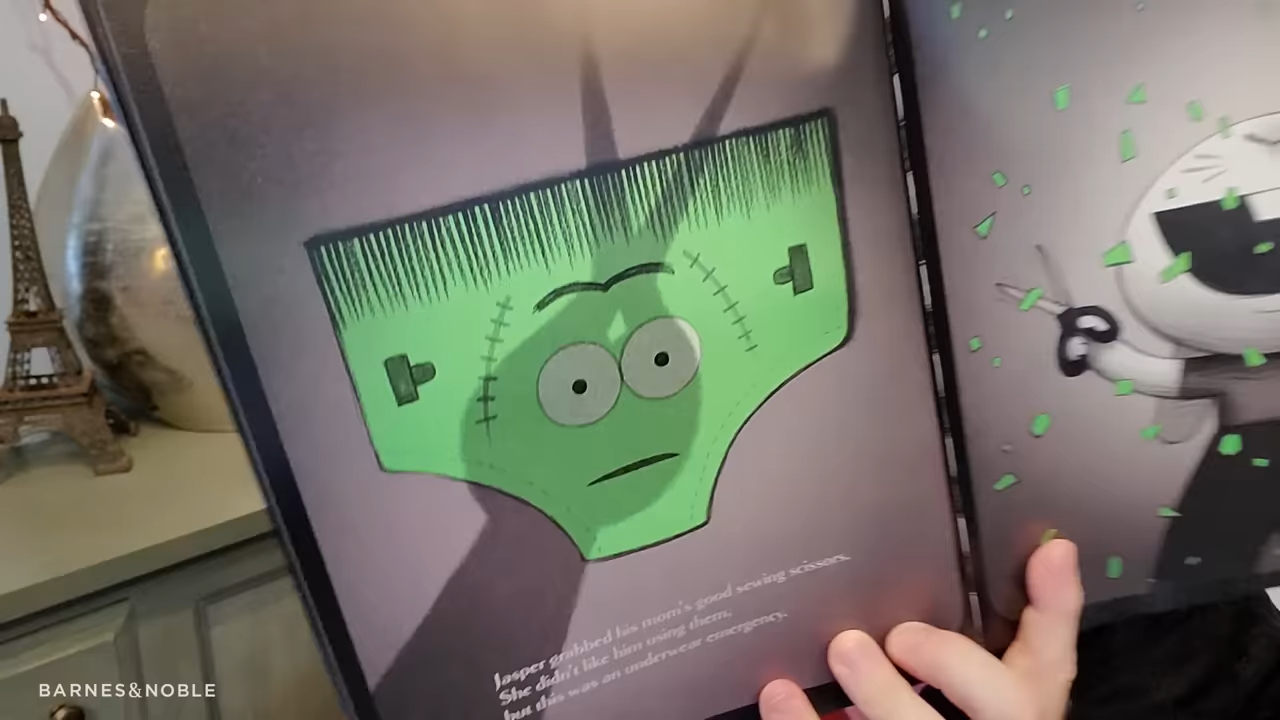 Jasper grabbed his mom's good sewing scissors.
She didn't like him using them,
but this was an underwear emergency.
BARNES&NOBLE